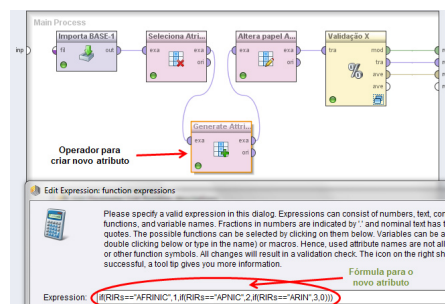 Main Process
Importa BASE-1
Seleciona Atri...
Altera papel A...
Validação X
inp
fil
out
exa
exa
ori
exa
exa
ori
tra
mod
tra
ave
ave
Generate Attri...
exa
exa
ori
Operador para
criar novo atributo
Edit Expression: function expressions
Please specify a valid expression in this dialog. Expressions can consist of numbers, text, con
functions, and variable names. Fractions in numbers are indicated by '.' and nominal text has t
quotes. The possible functions can be selected by clicking on them below. Variables can be a
double clicking below or type in the name) or macros. Hence, used attribute names are not all
or other function symbols. All changes will result in a validation check. The icon on the right s
successful, a tool tip gives you more information.
Fórmula para o
novo atributo
Expression: if(RIRs=="AFRINIC",1,if(RIRs=="APNIC",2,if(RIRs=="ARIN",3,0)))